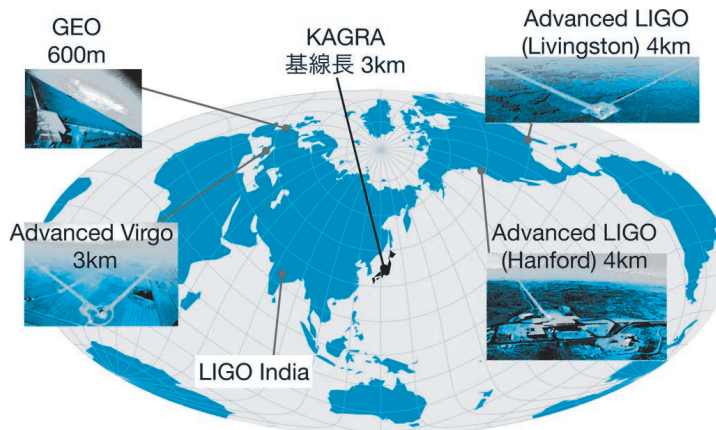 GEO
600m
KAGRA
基線長 3km
Advanced LIGO
(Livingston) 4km
Advanced Virgo
3km
Advanced LIGO
(Hanford) 4km
LIGO India